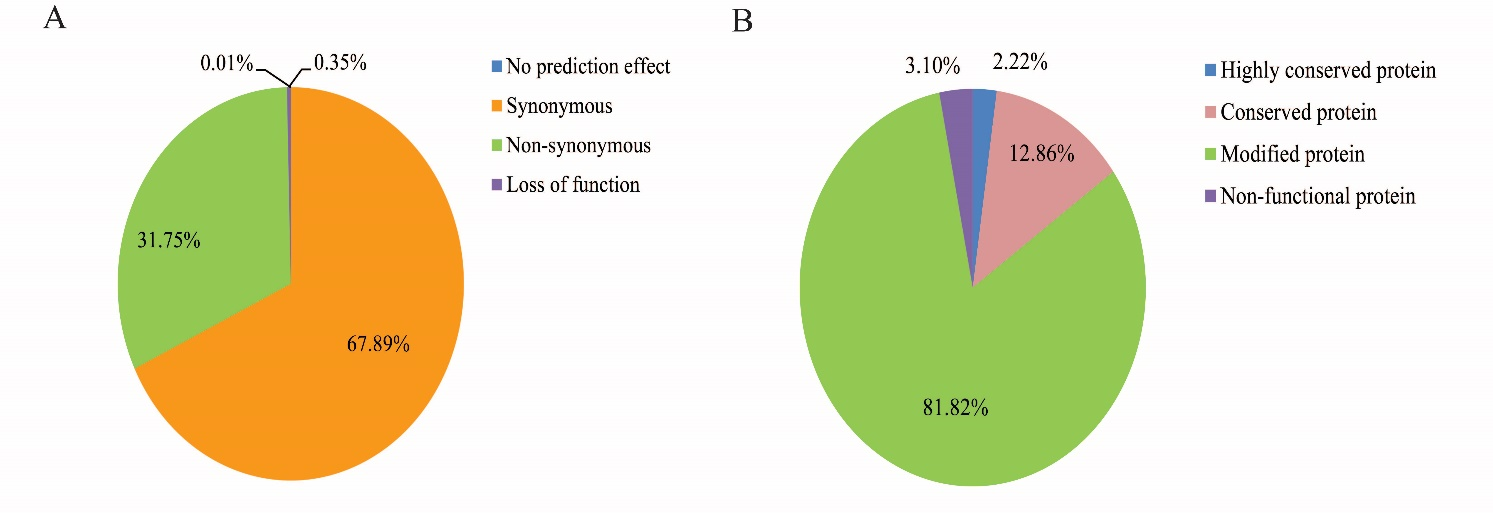 A
0.01%
0.35%
31.75%
67.89%
No prediction effect
Synonymous
Non-synonymous
Loss of function
B
3.10%
2.22%
12.86%
81.82%
Highly conserved protein
Conserved protein
Modified protein
Non-functional protein